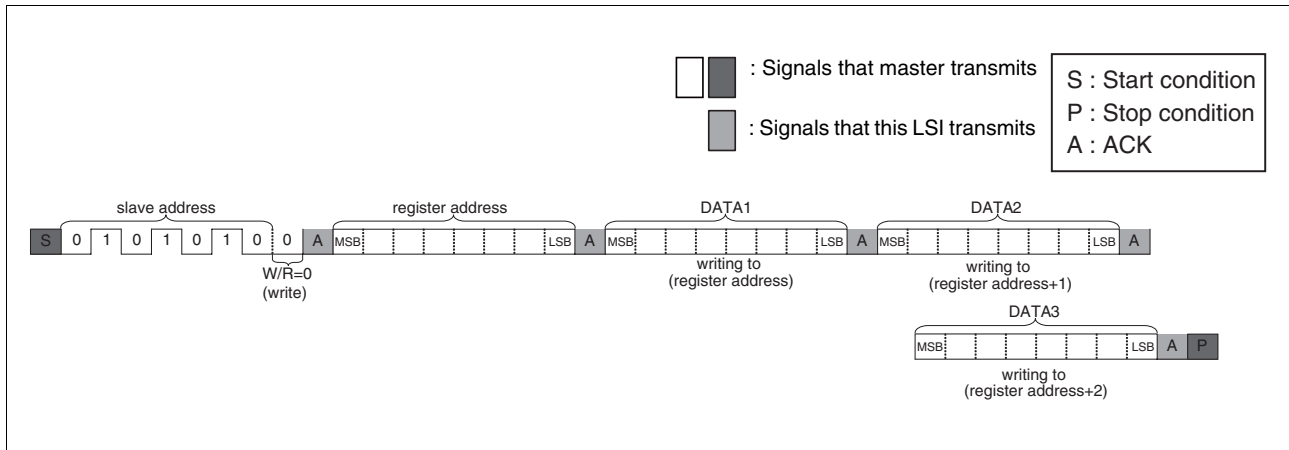 : Signals that master transmits
: Signals that this LSI transmits
S : Start condition
P : Stop condition
A : ACK
slave address register address DATA1 DATA2
S 0 1 0 1 0 1 0 0 A MSB LSB A MSB LSB A MSB LSB A
W/R=0
(write)
writing to
(register address)
writing to
(register address+1)
DATA3
MSB LSB A P
writing to
(register address+2)